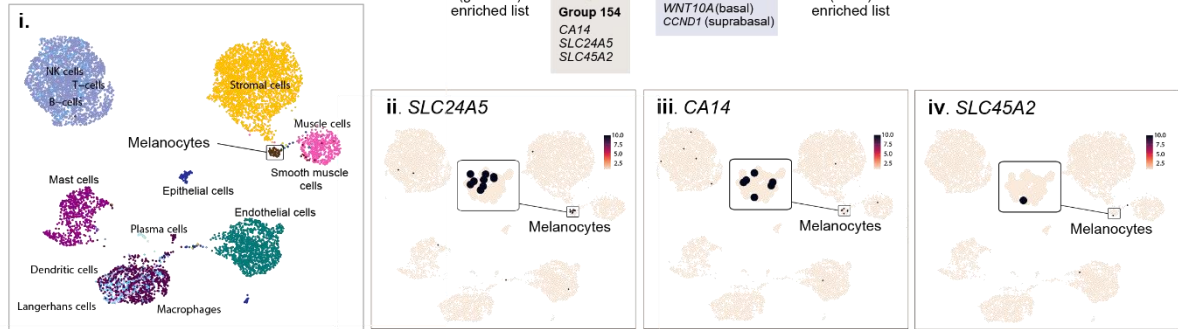 enriched list
Group 154
CA14
SLC24A5
SLC45A2
WNT10A (basal)
CCND1 (suprabasal)
enriched list
i.
NK cells
T-cells
B-cells
Stromal cells
Melanocytes
Muscle cells
Smooth muscle
cells
Mast cells
Epithelial cells
Endothelial cells
Plasma cells
Dendritic cells
Langerhans cells
Macrophages
ii. SLC24A5
10.0
7.5
5.0
2.5
Melanocytes
iii. CA14
10.0
7.5
5.0
2.5
Melanocytes
iv. SLC45A2
10.0
7.5
5.0
2.5
Melanocytes